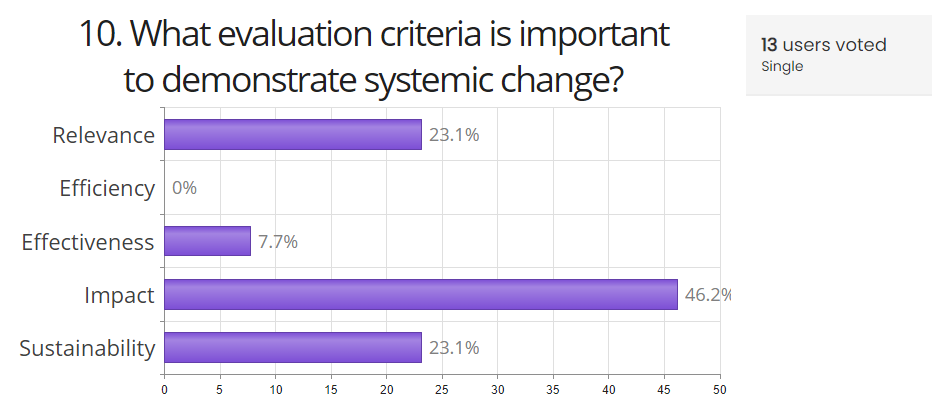 10. What evaluation criteria is important
to demonstrate systemic change?
13 users voted
Single
Relevance 23.1%
Efficiency 0%
Effectiveness 7.7%
Impact 46.2%
Sustainability 23.1%
0 5 10 15 20 25 30 35 40 45 50